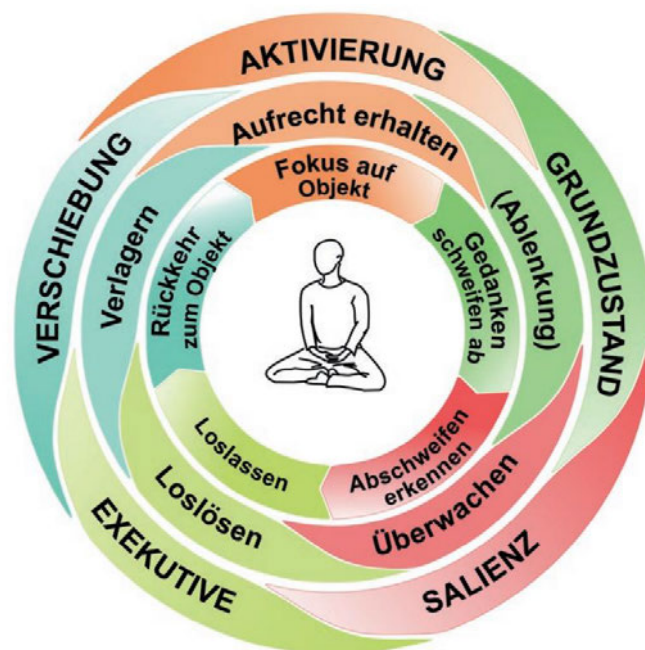 AKTIVIERUNG
GRUNDZUSTAND
SALIENZ
EXEKUTIVE
VERSCHIEBUNG
Aufrecht erhalten
(Ablenkung)
Überwachen
Loslösen
Verlagern
Fokus auf
Objekt
Gedanken
schweifen ab
Abschweifen
erkennen
Loslassen
Rückkehr
zum Objekt